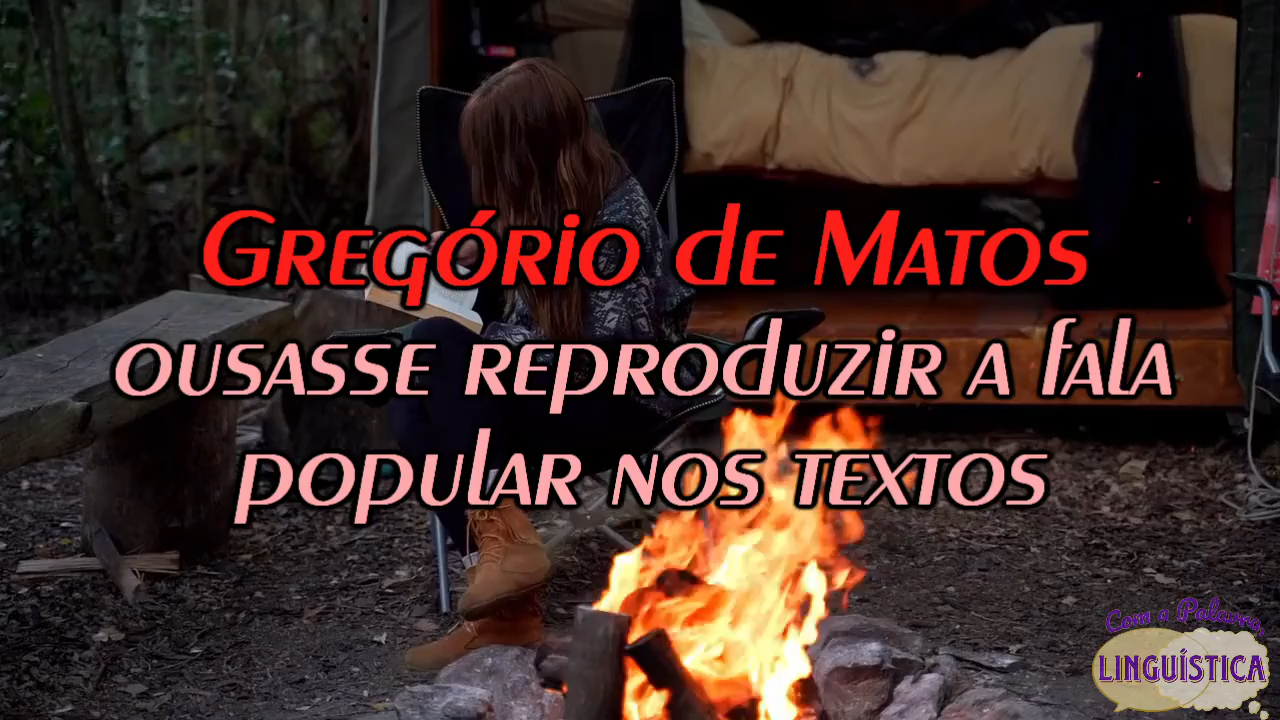 Gregório de Matos
ousasse reproduzir a fala
popular nos textos
Com a Palavra,
LINGUÍSTICA